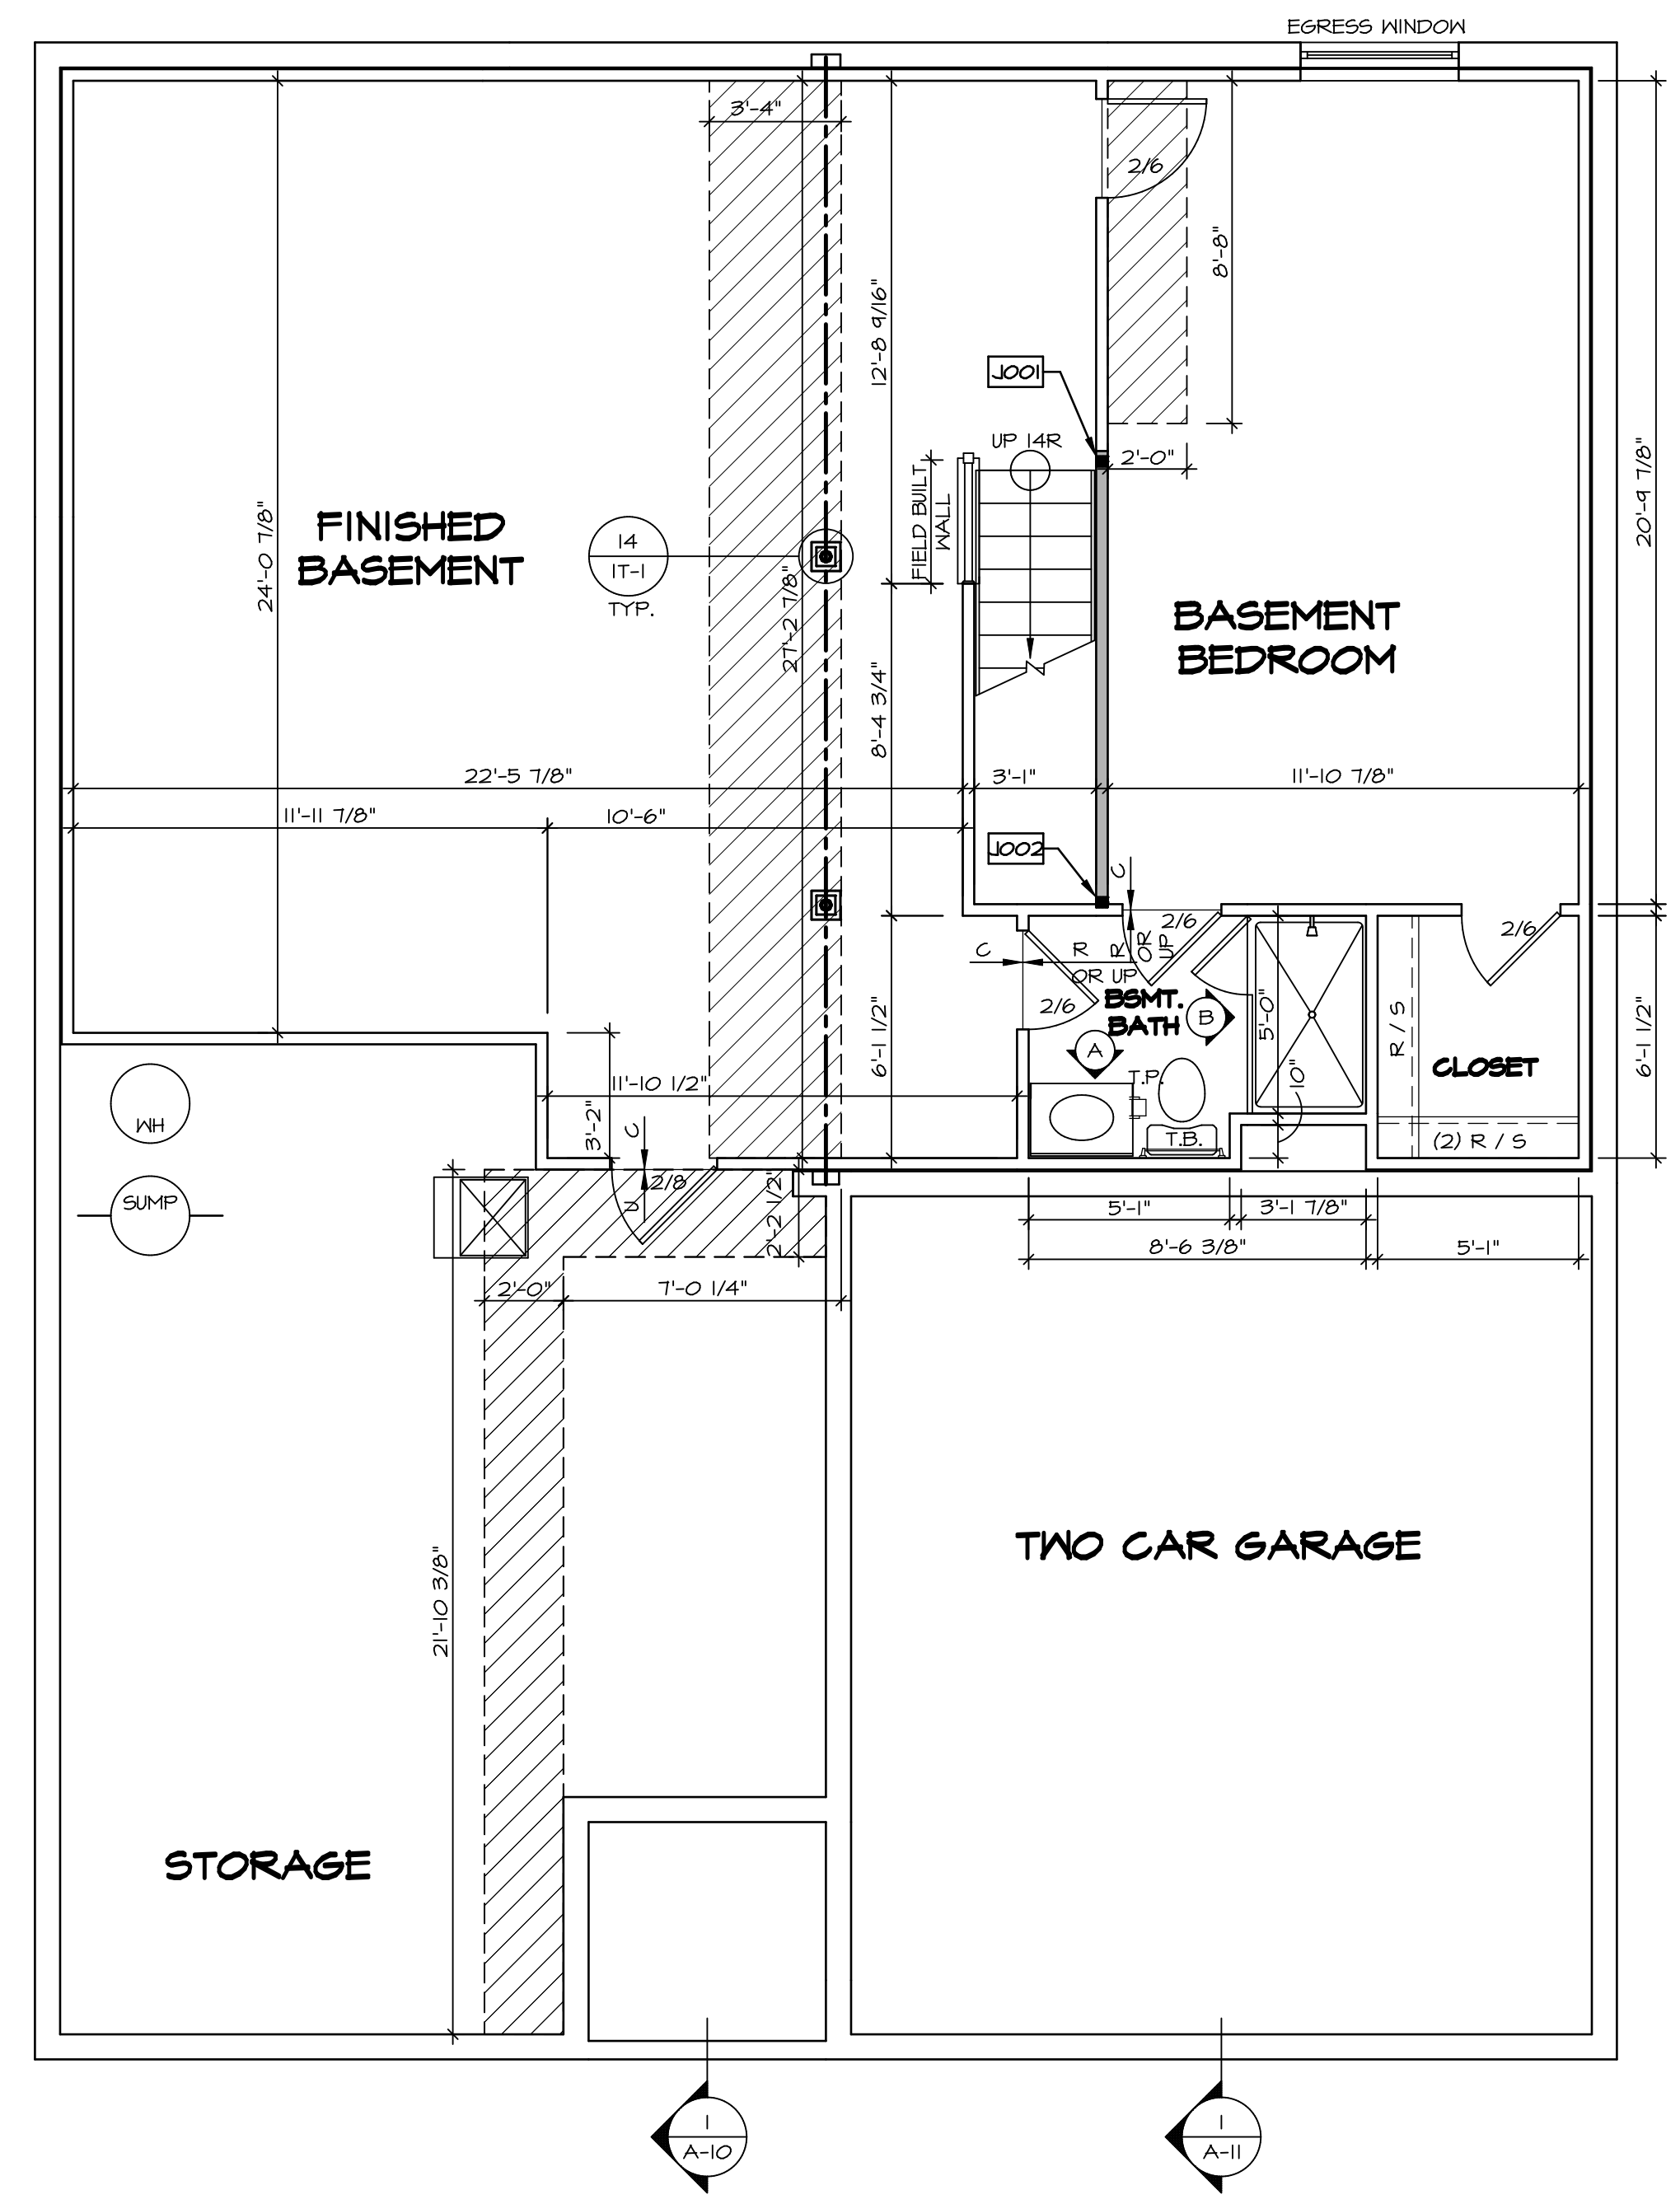 EGRESS WINDOW
3'-4"
2/6
8'-8"
12'-8 9/16"
J001
UP 14R
2'-0"
20'-9 7/8"
FIELD BUILT
WALL
24'-0 7/8"
FINISHED
BASEMENT
14
1T-1
TYP.
27'-2 7/8"
BASEMENT
BEDROOM
8'-4 3/4"
22'-5 7/8"
3'-1"
11'-10 7/8"
11'-11 7/8"
10'-6"
J002
C
2/6
2/6
C
R
R
OR
UP
OR UP
2/6
BSMT.
BATH
B
A
5'-0"
R / S
6'-1 1/2"
6'-1 1/2"
CLOSET
10"
T.P.
T.B.
(2) R / S
WH
11'-10 1/2"
3'-2"
C
SUMP
2/8
U
2'-2 1/2"
5'-1"
3'-1 7/8"
8'-6 3/8"
5'-1"
2'-0"
7'-0 1/4"
TWO CAR GARAGE
21'-10 3/8"
STORAGE
1
A-10
1
A-11